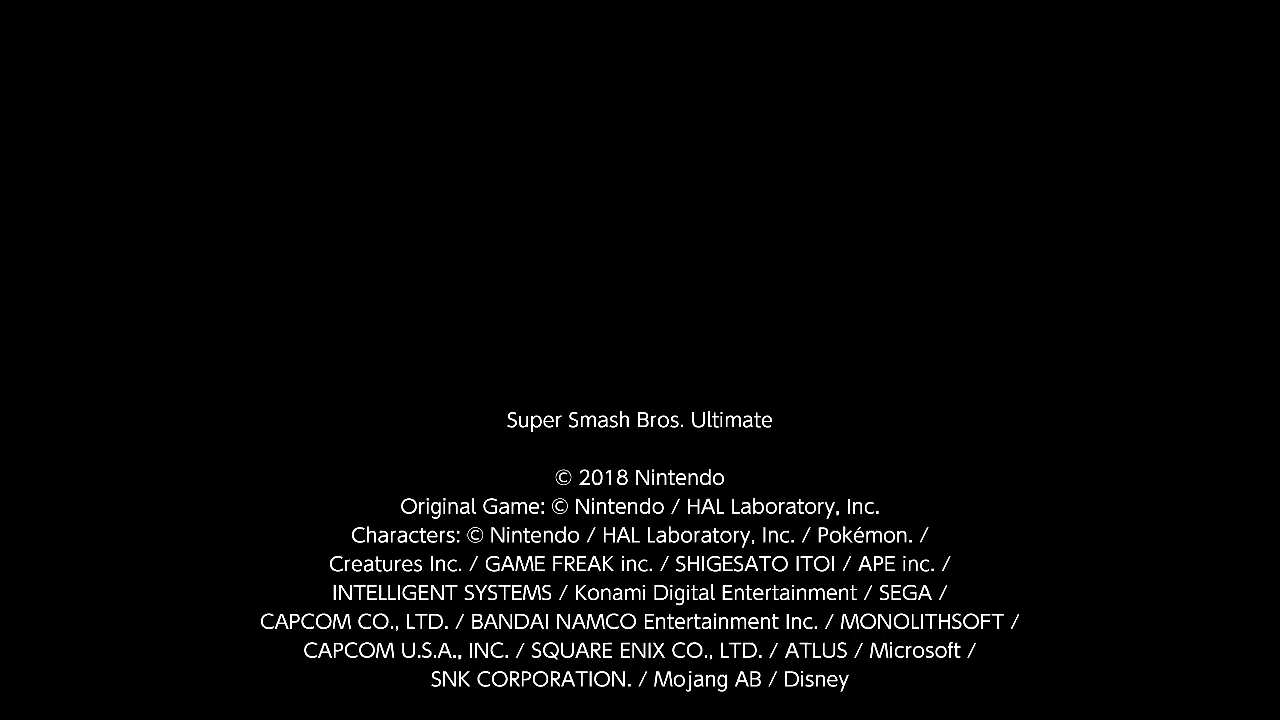 Super Smash Bros. Ultimate
© 2018 Nintendo
Original Game: © Nintendo / HAL Laboratory, Inc.
Characters: © Nintendo / HAL Laboratory, Inc. / Pokémon. /
Creatures Inc. / GAME FREAK inc. / SHIGESATO ITOI / APE inc. /
INTELLIGENT SYSTEMS / Konami Digital Entertainment / SEGA /
CAPCOM CO., LTD. / BANDAI NAMCO Entertainment Inc. / MONOLITHSOFT /
CAPCOM U.S.A., INC. / SQUARE ENIX CO., LTD. / ATLUS / Microsoft /
SNK CORPORATION. / Mojang AB / Disney